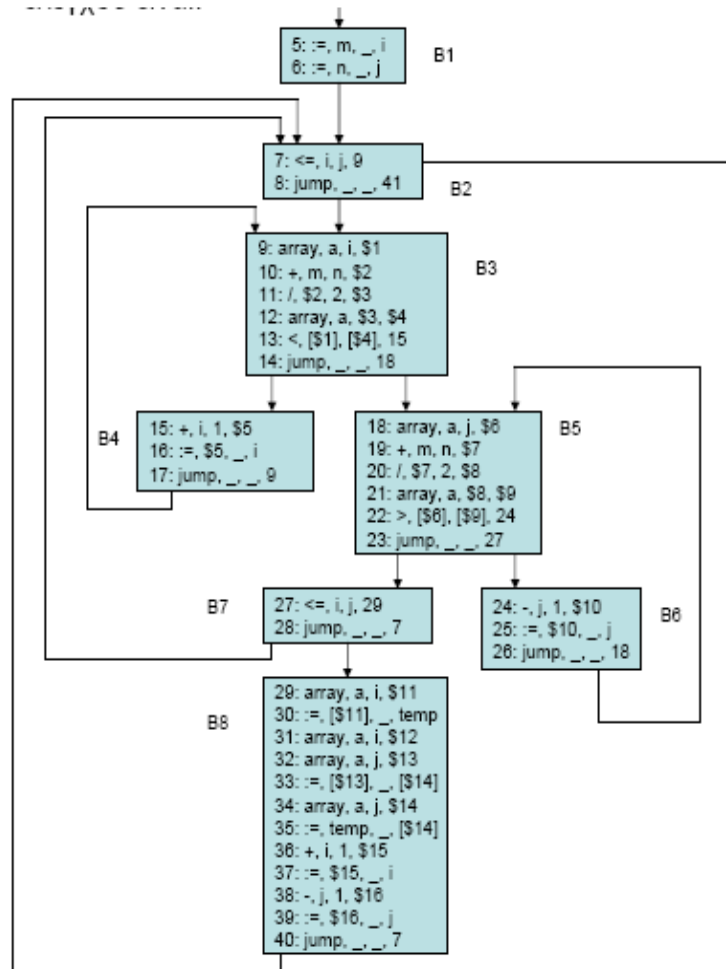 5: :=, m, _, i
6: :=, n, _, j
B1
7: <=, i, j, 9
8: jump, _, _, 41
B2
9: array, a, i, $1
10: +, m, n, $2
11: /, $2, 2, $3
12: array, a, $3, $4
13: <, [$1], [$4], 15
14: jump, _, _, 18
B3
B4
15: +, i, 1, $5
16: :=, $5, _, i
17: jump, _, _, 9
18: array, a, j, $6
19: +, m, n, $7
20: /, $7, 2, $8
21: array, a, $8, $9
22: >, [$6], [$9], 24
23: jump, _, _, 27
B5
B7
27: <=, i, j, 29
28: jump, _, _, 7
24: -, j, 1, $10
25: :=, $10, _, j
26: jump, _, _, 18
B6
B8
29: array, a, i, $11
30: :=, [$11], _, temp
31: array, a, i, $12
32: array, a, j, $13
33: :=, [$13], _, [$14]
34: array, a, j, $14
35: :=, temp, _, [$14]
36: +, i, 1, $15
37: :=, $15, _, i
38: -, j, 1, $16
39: :=, $16, _, j
40: jump, _, _, 7